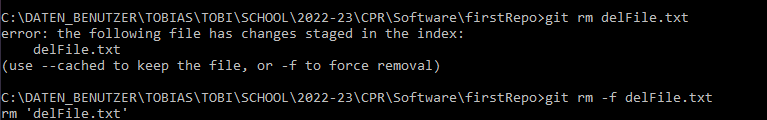 C:\DATEN_BENUTZER\TOBIAS\TOBI\SCHOOL\2022-23\CPR\Software\firstRepo>git rm delFile.txt
error: the following file has changes staged in the index:
    delFile.txt
(use --cached to keep the file, or -f to force removal)
C:\DATEN_BENUTZER\TOBIAS\TOBI\SCHOOL\2022-23\CPR\Software\firstRepo>git rm -f delFile.txt
rm 'delFile.txt'